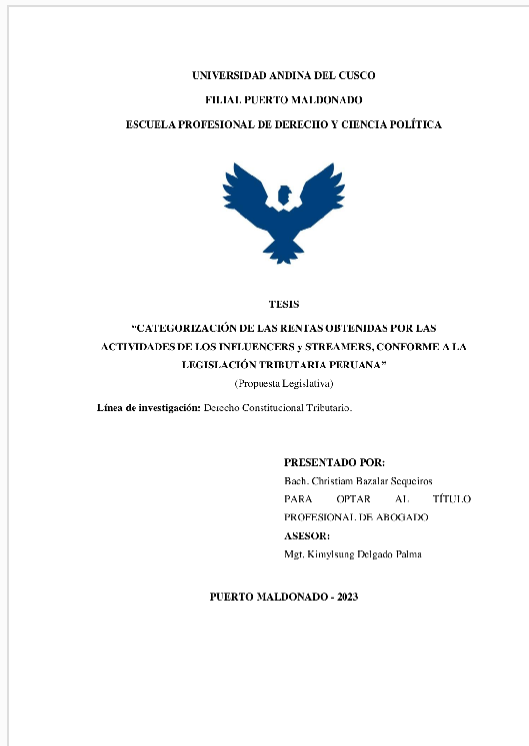 UNIVERSIDAD ANDINA DEL CUSCO
FILIAL PUERTO MALDONADO
ESCUELA PROFESIONAL DE DERECHO Y CIENCIA POLÍTICA
TESIS
“CATEGORIZACIÓN DE LAS RENTAS OBTENIDAS POR LAS
ACTIVIDADES DE LOS INFLUENCERS y STREAMERS, CONFORME A LA
LEGISLACIÓN TRIBUTARIA PERUANA”
(Propuesta Legislativa)
Línea de investigación: Derecho Constitucional Tributario.
PRESENTADO POR:
Bach. Christiam Bazalar Sequeiros
PARA OPTAR AL TÍTULO
PROFESIONAL DE ABOGADO
ASESOR:
Mgt. Kimylsung Delgado Palma
PUERTO MALDONADO - 2023